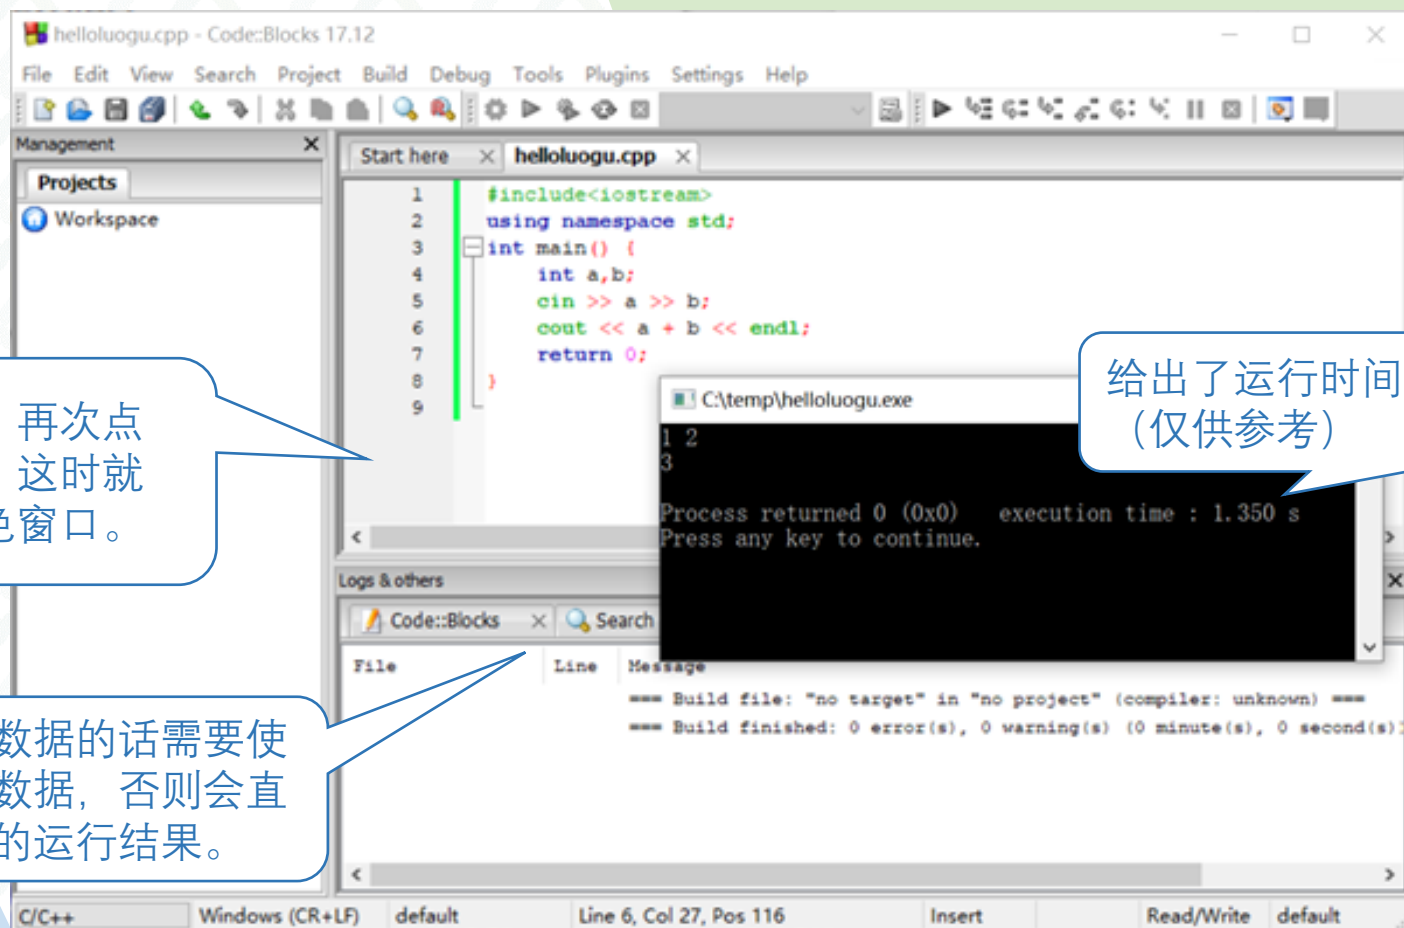 helloluogu.cpp - Code::Blocks 17.12
File Edit View Search Project Build Debug Tools Plugins Settings Help
Management
Projects
Workspace
Start here
helloluogu.cpp
1 #include<iostream>
2 using namespace std;
3 int main() {
4 int a,b;
5 cin >> a >> b;
6 cout << a + b << endl;
7 return 0;
8 }
9
再次点
这时就
窗口。
C:\temp\helloluogu.exe
1 2
3
Process returned 0 (0x0) execution time : 1.350 s
Press any key to continue.
给出了运行时间
（仅供参考）
Logs & others
Code::Blocks
Search
File Line Message
=== Build file: "no target" in "no project" (compiler: unknown) ===
=== Build finished: 0 error(s), 0 warning(s) (0 minute(s), 0 second(s))
数据的话需要使
数据，否则会直
的运行结果。
C/C++ Windows (CR+LF) default Line 6, Col 27, Pos 116 Insert Read/Write default